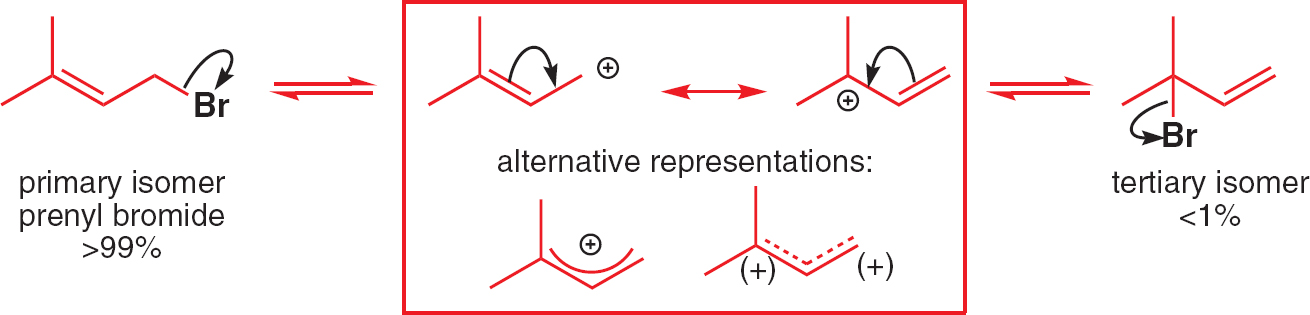 Br
primary isomer
prenyl bromide
>99%
⊕
⊕
alternative representations:
⊕
(+)
(+)
Br
tertiary isomer
<1%